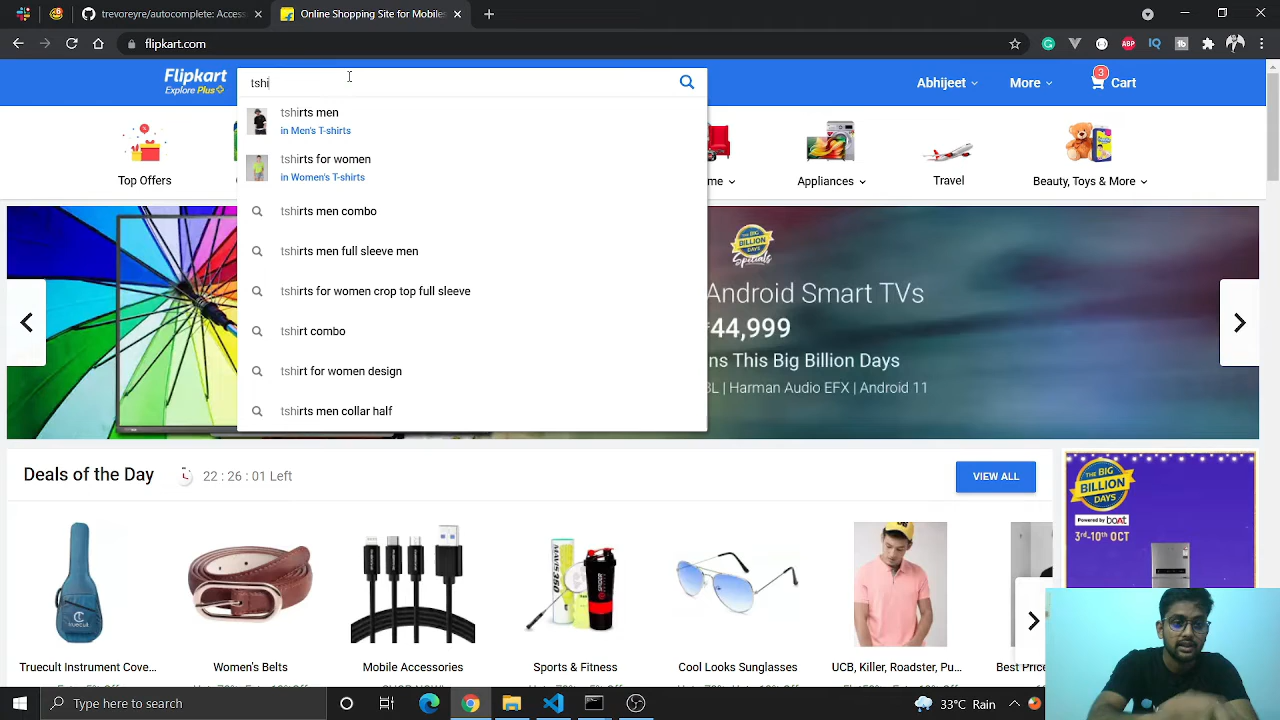 trevoreyre/autocomplete: Access
Shopping Site for Mobiles
flipkart.com
Flipkart
Explore Plus
tshi
Abhijeet
More
3
Cart
tshirts men
in Men's T-shirts
tshirts for women
in Women's T-shirts
tshirts men combo
tshirts men full sleeve men
tshirts for women crop top full sleeve
tshirt combo
tshirt for women design
tshirts men collar half
Top Offers
me
Appliances
Travel
Beauty, Toys & More
THE BIG
BILLION
DAYS
Specials
Android Smart TVs
₹44,999
ns This Big Billion Days
BL | Harman Audio EFX | Android 11
Deals of the Day
22 : 26 : 01 Left
VIEW ALL
THE BIG
BILLION
DAYS
Powered by boAt
3rd-10th OCT
Truecult Instrument Cove...
Women's Belts
Mobile Accessories
Sports & Fitness
Cool Looks Sunglasses
UCB, Killer, Roadster, Pu...
Best Price
Type here to search
33°C Rain